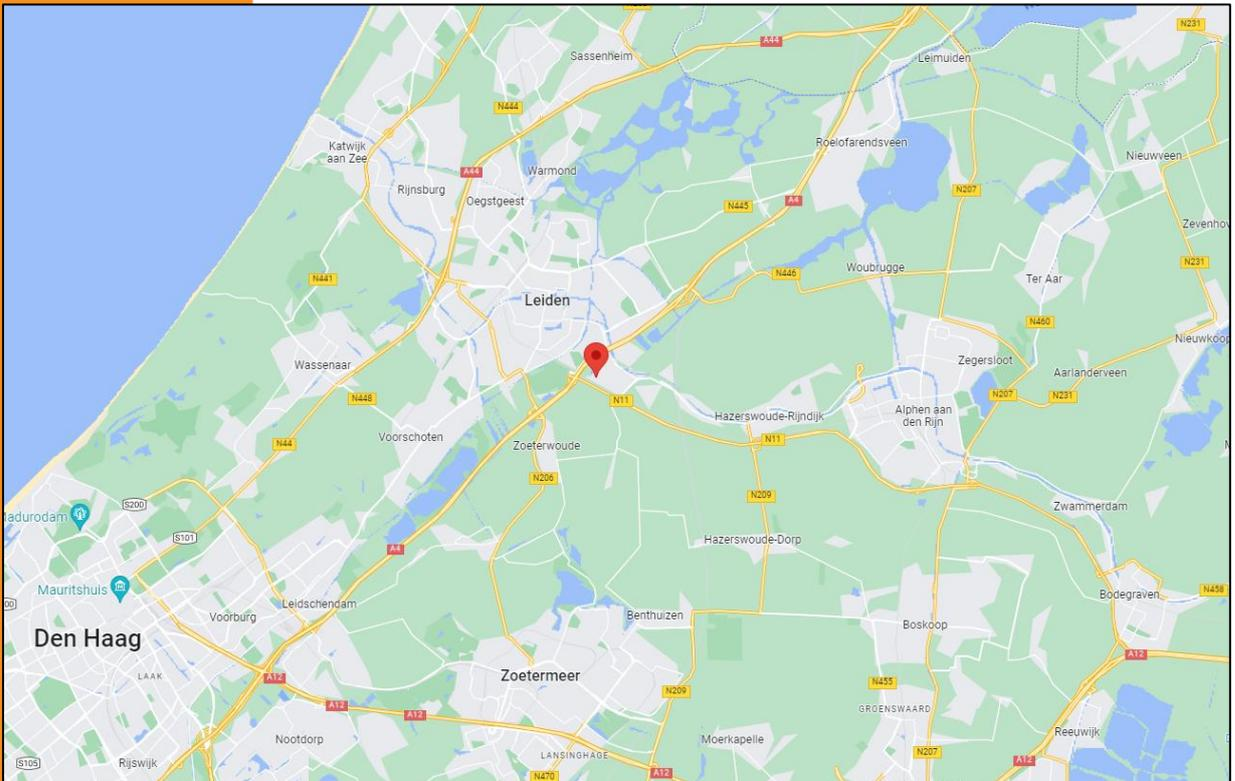 N231
A44
Sassenheim
Leimuiden
N444
Katwijk
aan Zee
Roelofarendsveen
Nieuwveen
A44
Warmond
Rijnsburg
Oegstgeest
N207
A4
N445
Zevenhov
N231
Woubrugge
N446
N441
Ter Aar
Leiden
N460
Nieuwkoop
Wassenaar
Zegersloot
Aarlanderveen
N448
N11
N207
N231
Hazerswoude-Rijndijk
Alphen aan
den Rijn
Voorschoten
N44
Zoeterwoude
N11
N206
N209
S200
Zwammerdam
adurodam
S101
Hazerswoude-Dorp
A4
Mauritshuis
Bodegraven
N458
00
Leidschendam
Voorburg
Benthuizen
Boskoop
Den Haag
A12
LAAK
Zoetermeer
A12
N455
N209
A12
A12
GROENSWAARD
Nootdorp
Moerkapelle
Reeuwijk
N207
LANSINGHAGE
S105
Rijswijk
A12
N470
A12